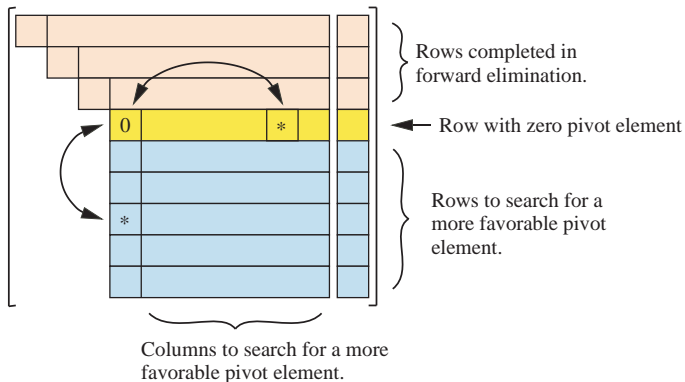 Rows completed in
forward elimination.
0
*
Row with zero pivot element
*
Rows to search for a
more favorable pivot
element.
Columns to search for a more
favorable pivot element.